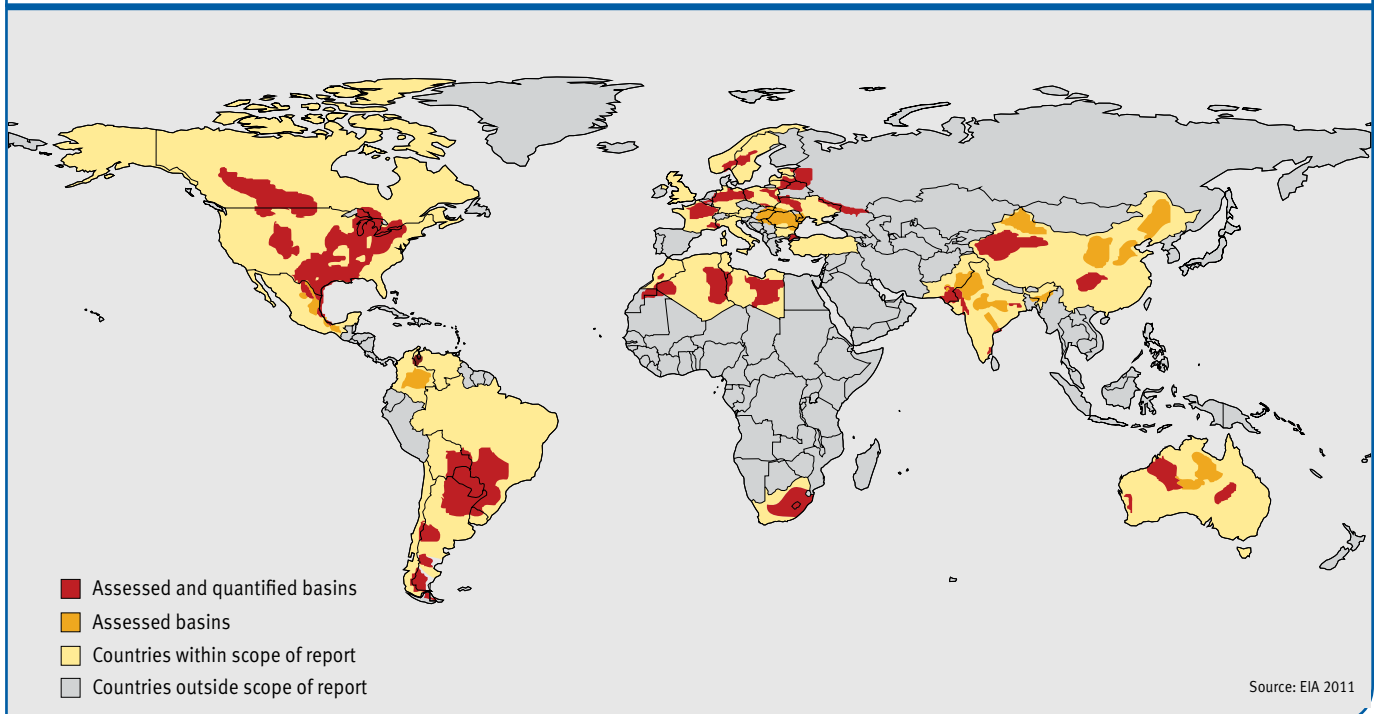 Assessed and quantified basins
Assessed basins
Countries within scope of report
Countries outside scope of report
Source: EIA 2011